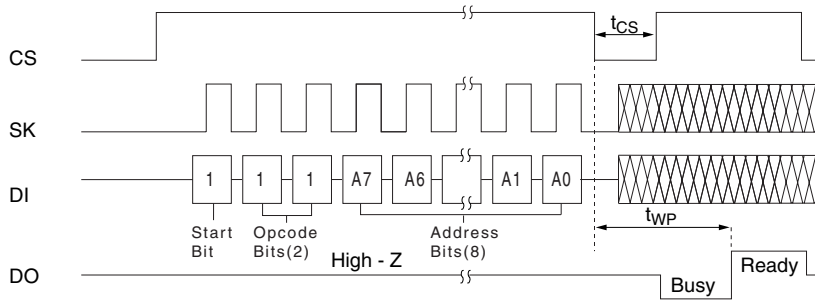 tCS
CS
SK
DI
1 1 1 A7 A6 A1 A0
Start Bit
Opcode Bits(2)
Address Bits(8)
tWP
High - Z
DO
Busy
Ready